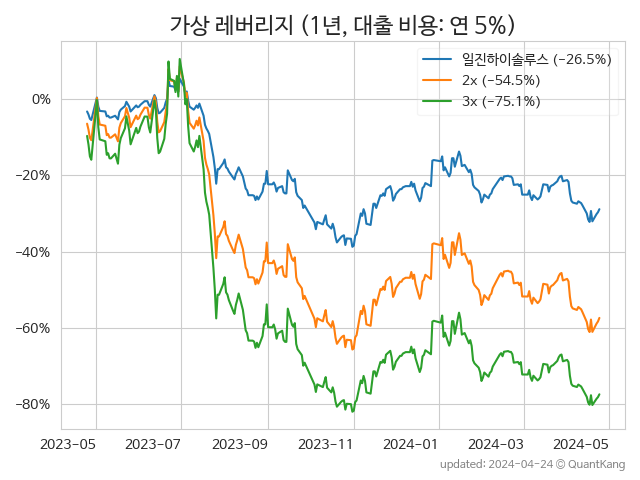 가상 레버리지 (1년, 대출 비용: 연 5%)
일진하이솔루스 (−26.5%)
2x (−54.5%)
3x (−75.1%)
0%
−20%
−40%
−60%
−80%
2023−05 2023−07 2023−09 2023−11 2024−01 2024−03 2024−05
updated: 2024−04−24 © QuantKang